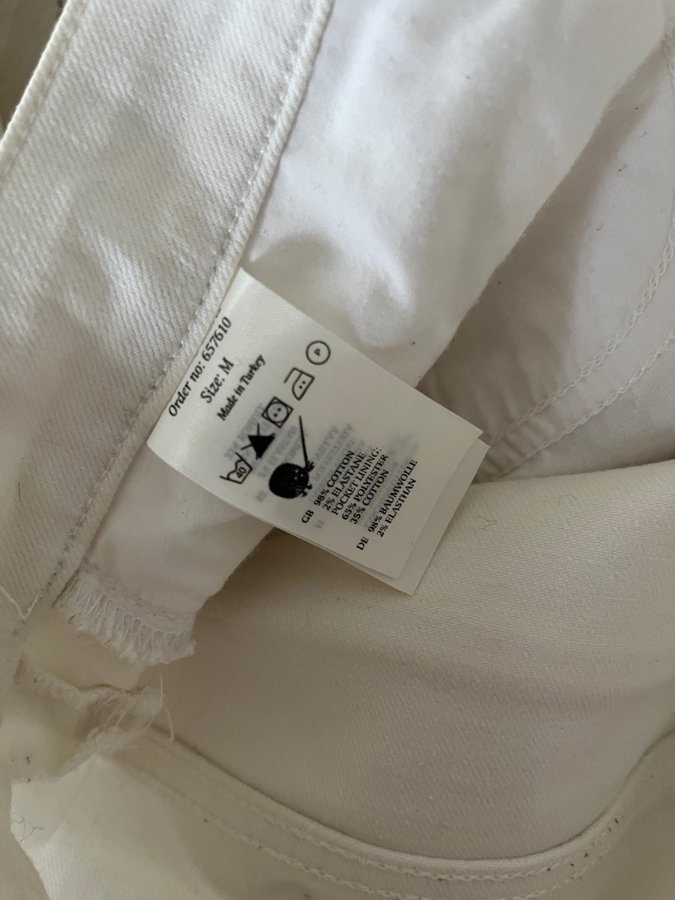 Order no: 657610
Size: M
Made in Turkey
40
P
GB 98% COTTON
2% ELASTANE
POCKET LINING:
65% POLYESTER
35% COTTON
DE 98% BAUMWOLLE
2% ELASTHAN